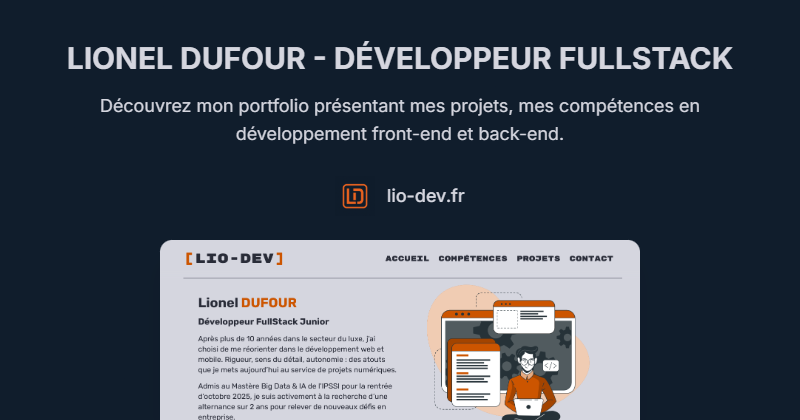 LIONEL DUFOUR - DÉVELOPPEUR FULLSTACK
Découvrez mon portfolio présentant mes projets, mes compétences en
développement front-end et back-end.
LD lio-dev.fr
[LIO-DEV] ACCUEIL COMPÉTENCES PROJETS CONTACT
Lionel DUFOUR
Développeur FullStack Junior
Après plus de 10 années dans le secteur du luxe, j'ai
choisi de me réorienter dans le développement web et
mobile. Rigueur, sens du détail, autonomie : des atouts
que je mets aujourd'hui au service de projets numériques.
Admis au Mastère Big Data & IA de l'IPSSI pour la rentrée
d'octobre 2025, je suis activement à la recherche d'une
alternance sur 2 ans pour relever de nouveaux défis en
entreprise.